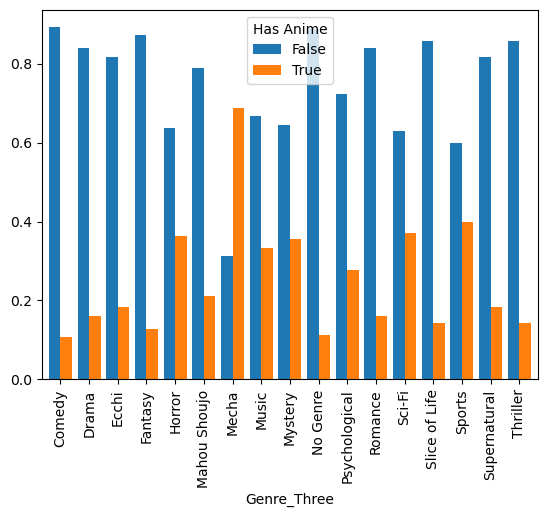 Has Anime
False
True
0.8
0.6
0.4
0.2
0.0
Comedy
Drama
Ecchi
Fantasy
Horror
Mahou Shoujo
Mecha
Music
Mystery
No Genre
Psychological
Romance
Sci-Fi
Slice of Life
Sports
Supernatural
Thriller
Genre_Three